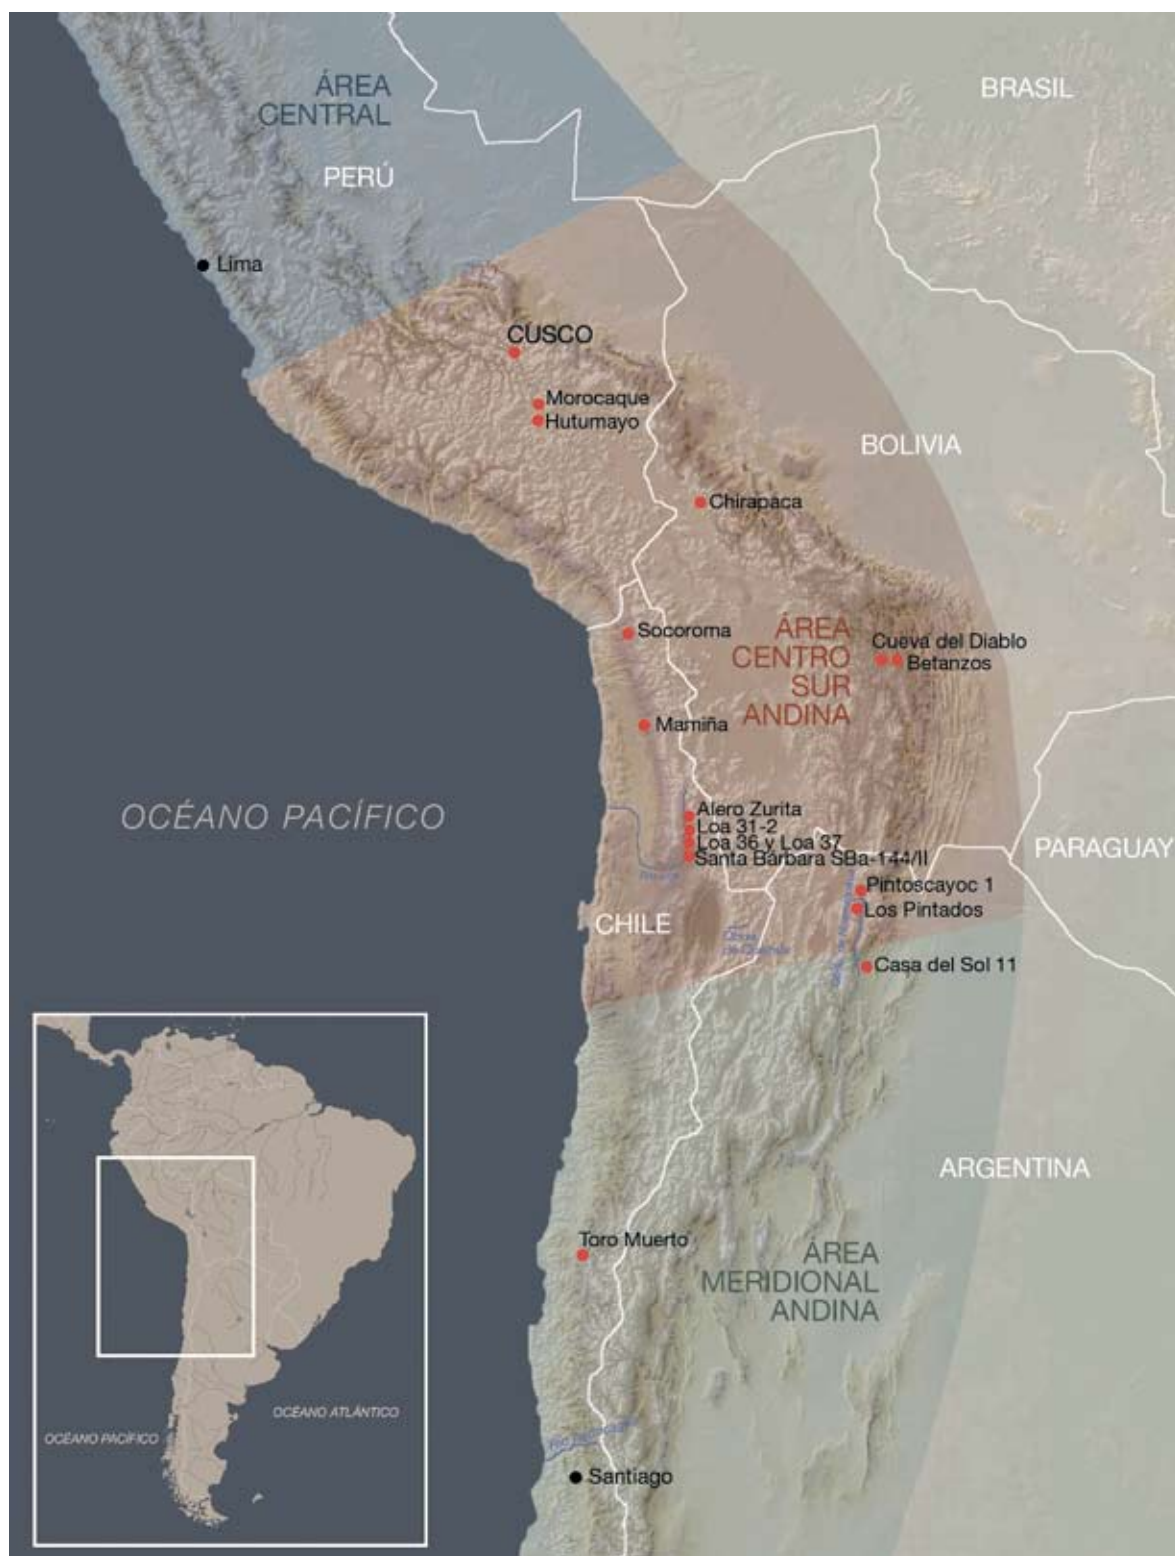 ÁREA
CENTRAL
BRASIL
PERÚ
Lima
CUSCO
Morocaque
Hutumayo
BOLIVIA
Chirapaca
Socoroma
ÁREA
CENTRO
SUR
ANDINA
Cueva del Diablo
Betanzos
Mamiña
OCÉANO PACÍFICO
Alero Zurita
Loa 31-2
Loa 36 y Loa 37
Santa Bárbara SBa-144/II
PARAGUAY
Pintoscayoc 1
Los Pintados
CHILE
Casa del Sol 11
ARGENTINA
Toro Muerto
ÁREA
MERIDIONAL
ANDINA
Santiago
OCÉANO ATLÁNTICO
OCÉANO PACÍFICO